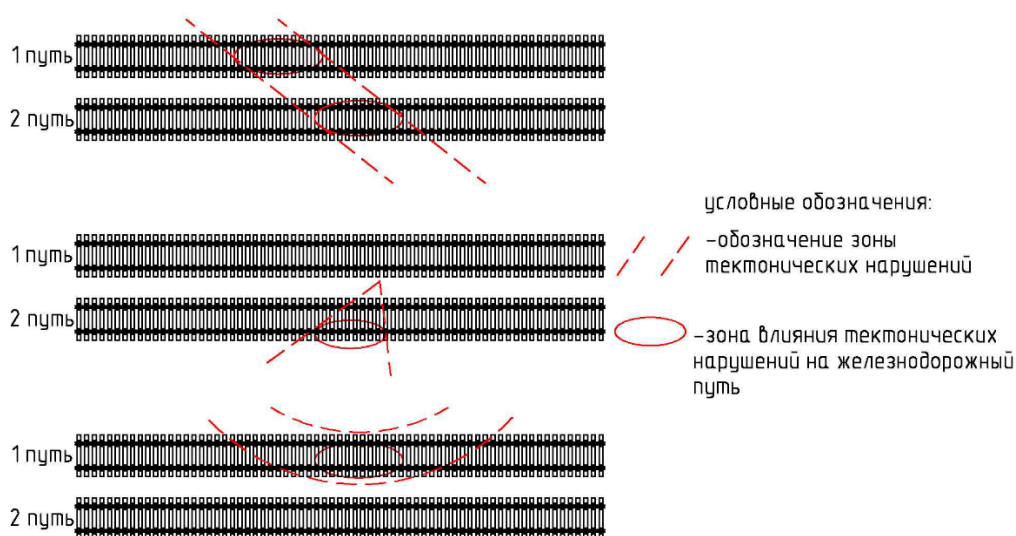 1 путь
2 путь
условные обозначения:
1 путь
–обозначение зоны
тектонических нарушений
2 путь
–зона влияния тектонических
нарушений на железнодорожный
путь
1 путь
2 путь